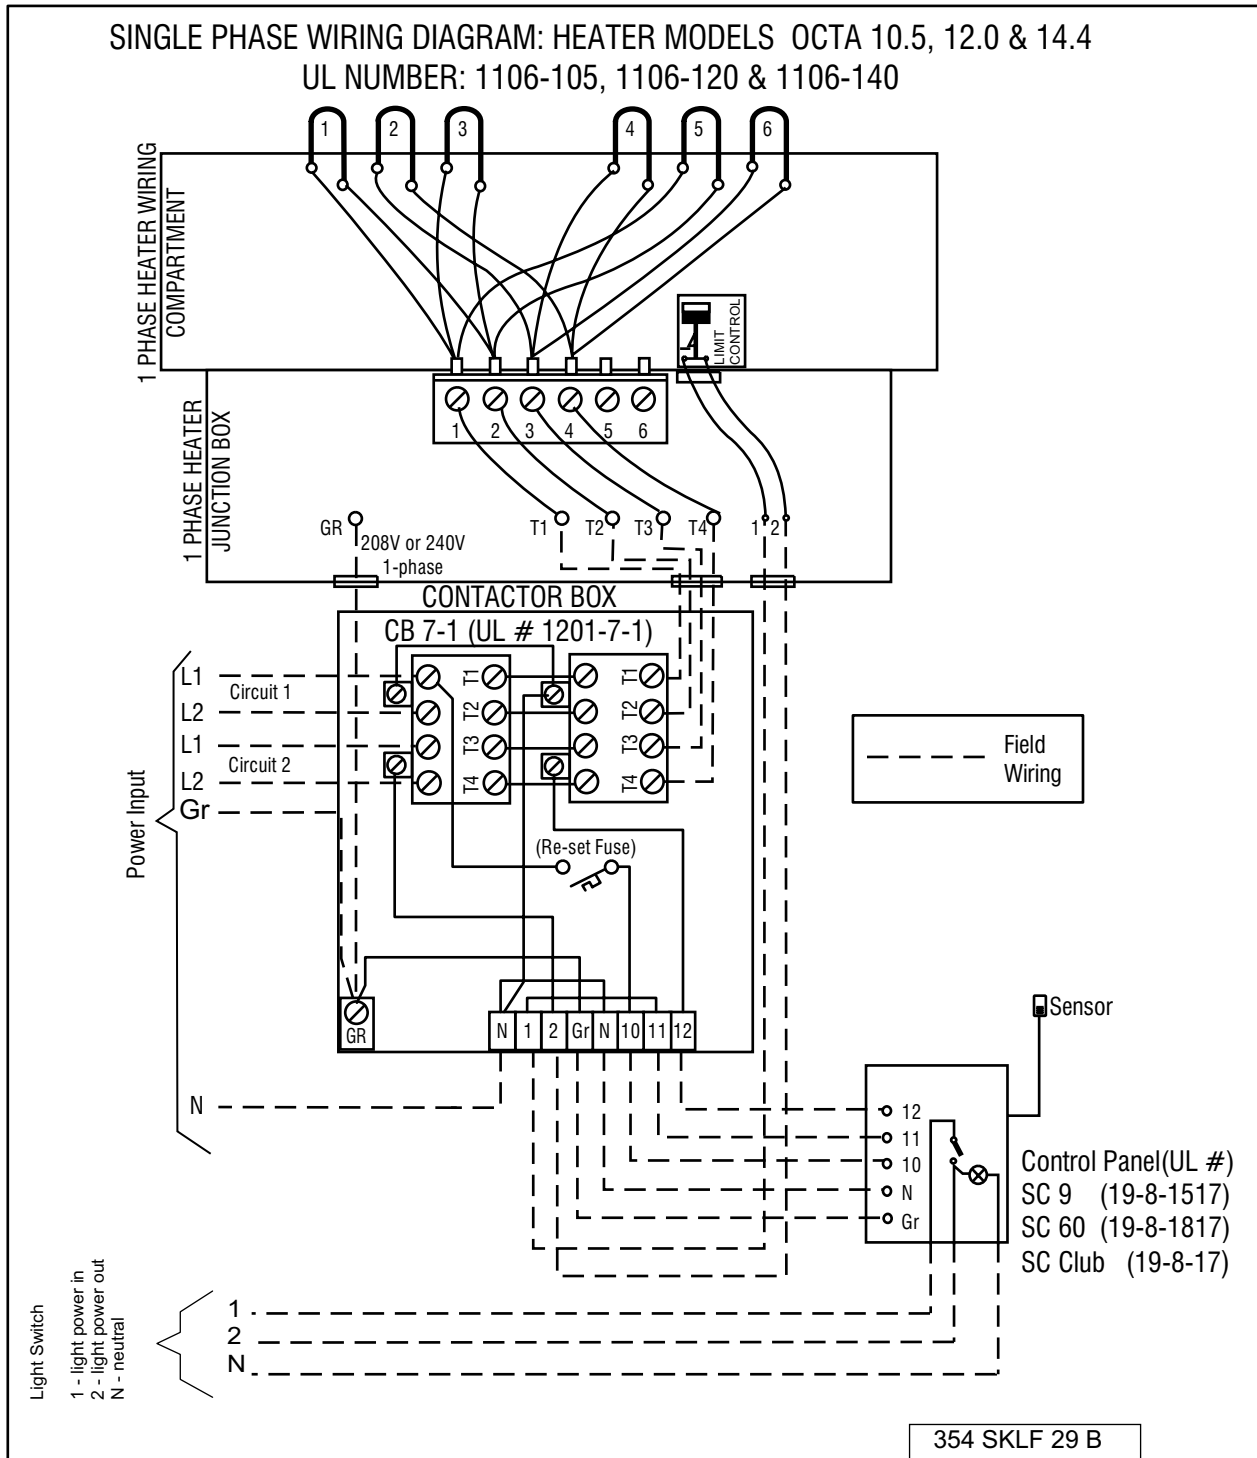 SINGLE PHASE WIRING DIAGRAM: HEATER MODELS OCTA 10.5, 12.0 & 14.4
UL NUMBER: 1106-105, 1106-120 & 1106-140
1 2 3 4 5 6
1 PHASE HEATER WIRING
COMPARTMENT
LIMIT
CONTROL
1 PHASE HEATER
JUNCTION BOX
1 2 3 4 5 6
GR T1 T2 T3 T4 1 2
208V or 240V
1-phase
CONTACTOR BOX
CB 7-1 (UL # 1201-7-1)
Power Input
L1
Circuit 1
L2
L1
Circuit 2
L2
Gr
T1 T1
T2 T2
T3 T3
T4 T4
Field
Wiring
(Re-set Fuse)
GR
N 1 2 Gr N 10 11 12
N
Sensor
12
11
10
N
Gr
Control Panel(UL #)
SC 9 (19-8-1517)
SC 60 (19-8-1817)
SC Club (19-8-17)
Light Switch
1 - light power in
2 - light power out
N - neutral
1
2
N
354 SKLF 29 B